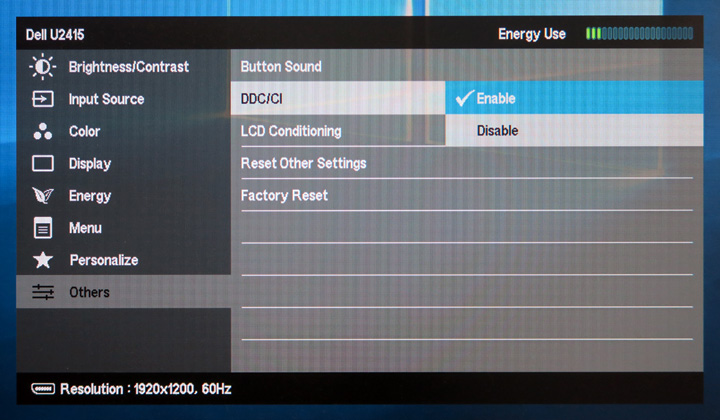 Dell U2415
Energy Use
Brightness/Contrast
Input Source
Color
Display
Energy
Menu
Personalize
Others
Button Sound
DDC/CI
LCD Conditioning
Reset Other Settings
Factory Reset
Enable
Disable
Resolution : 1920x1200, 60Hz